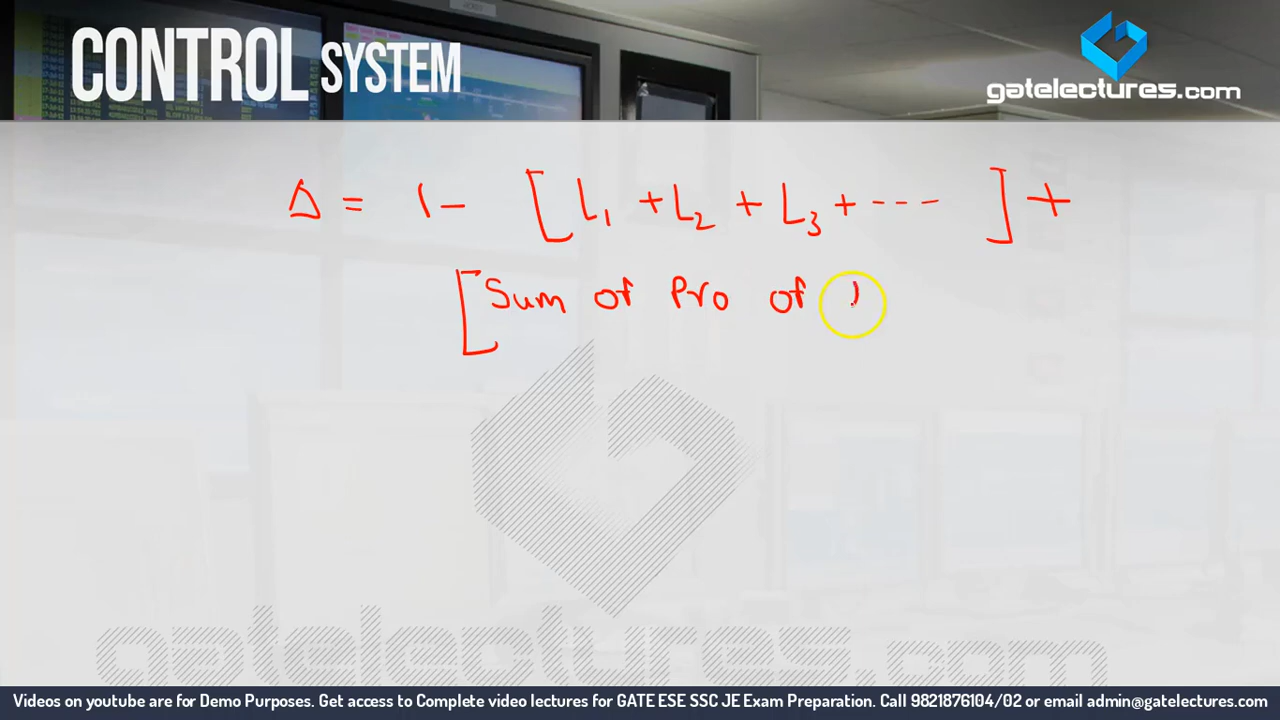 CONTROL SYSTEM
gatelectures.com
Δ = 1 - [L1 + L2 + L3 + --- ] +
[Sum of Pro of
gatelectures.com
Videos on youtube are for Demo Purposes. Get access to Complete video lectures for GATE ESE SSC JE Exam Preparation. Call 9821876104/02 or email admin@gatelectures.com